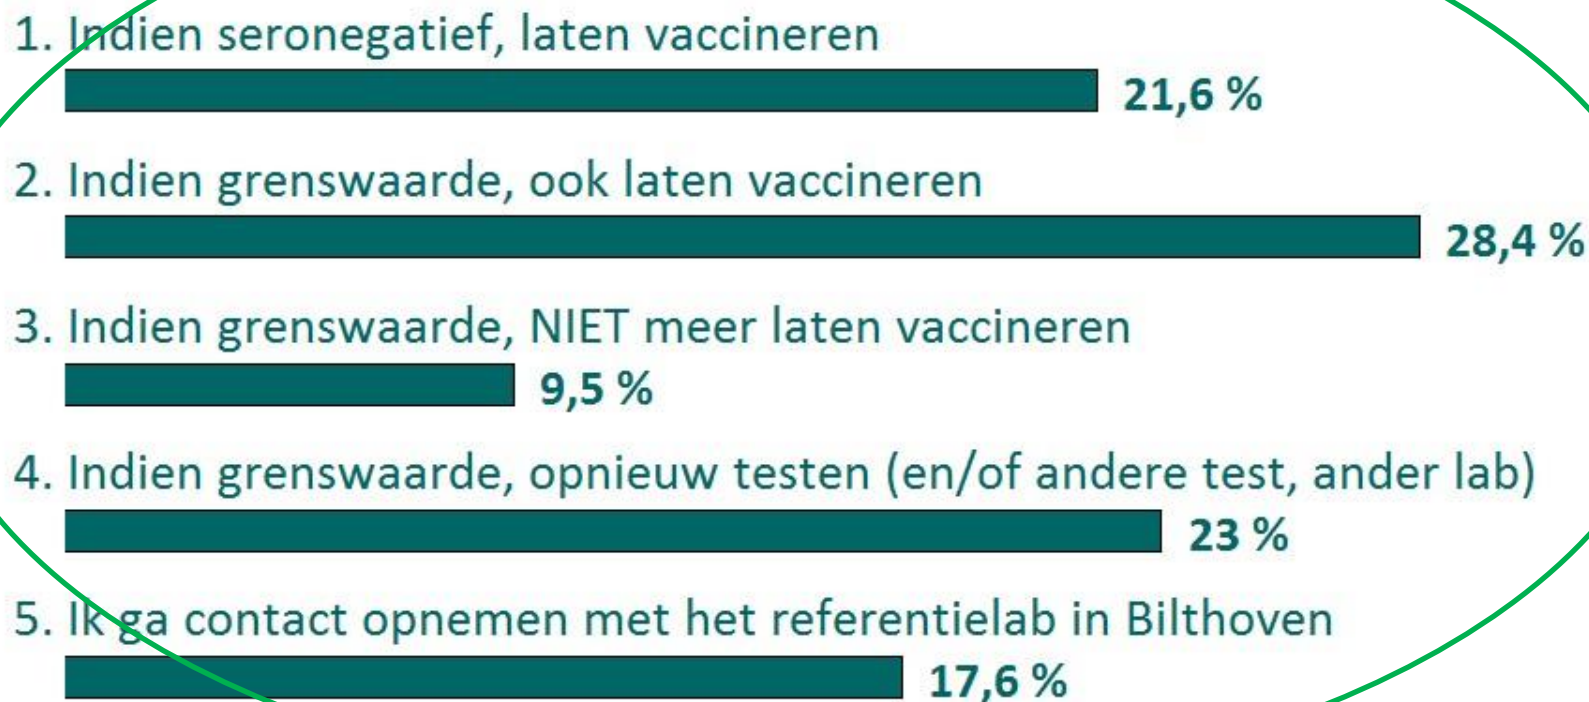 1. Indien seronegatief, laten vaccineren
21,6 %
2. Indien grenswaarde, ook laten vaccineren
28,4 %
3. Indien grenswaarde, NIET meer laten vaccineren
9,5 %
4. Indien grenswaarde, opnieuw testen (en/of andere test, ander lab)
23 %
5. Ik ga contact opnemen met het referentielab in Bilthoven
17,6 %